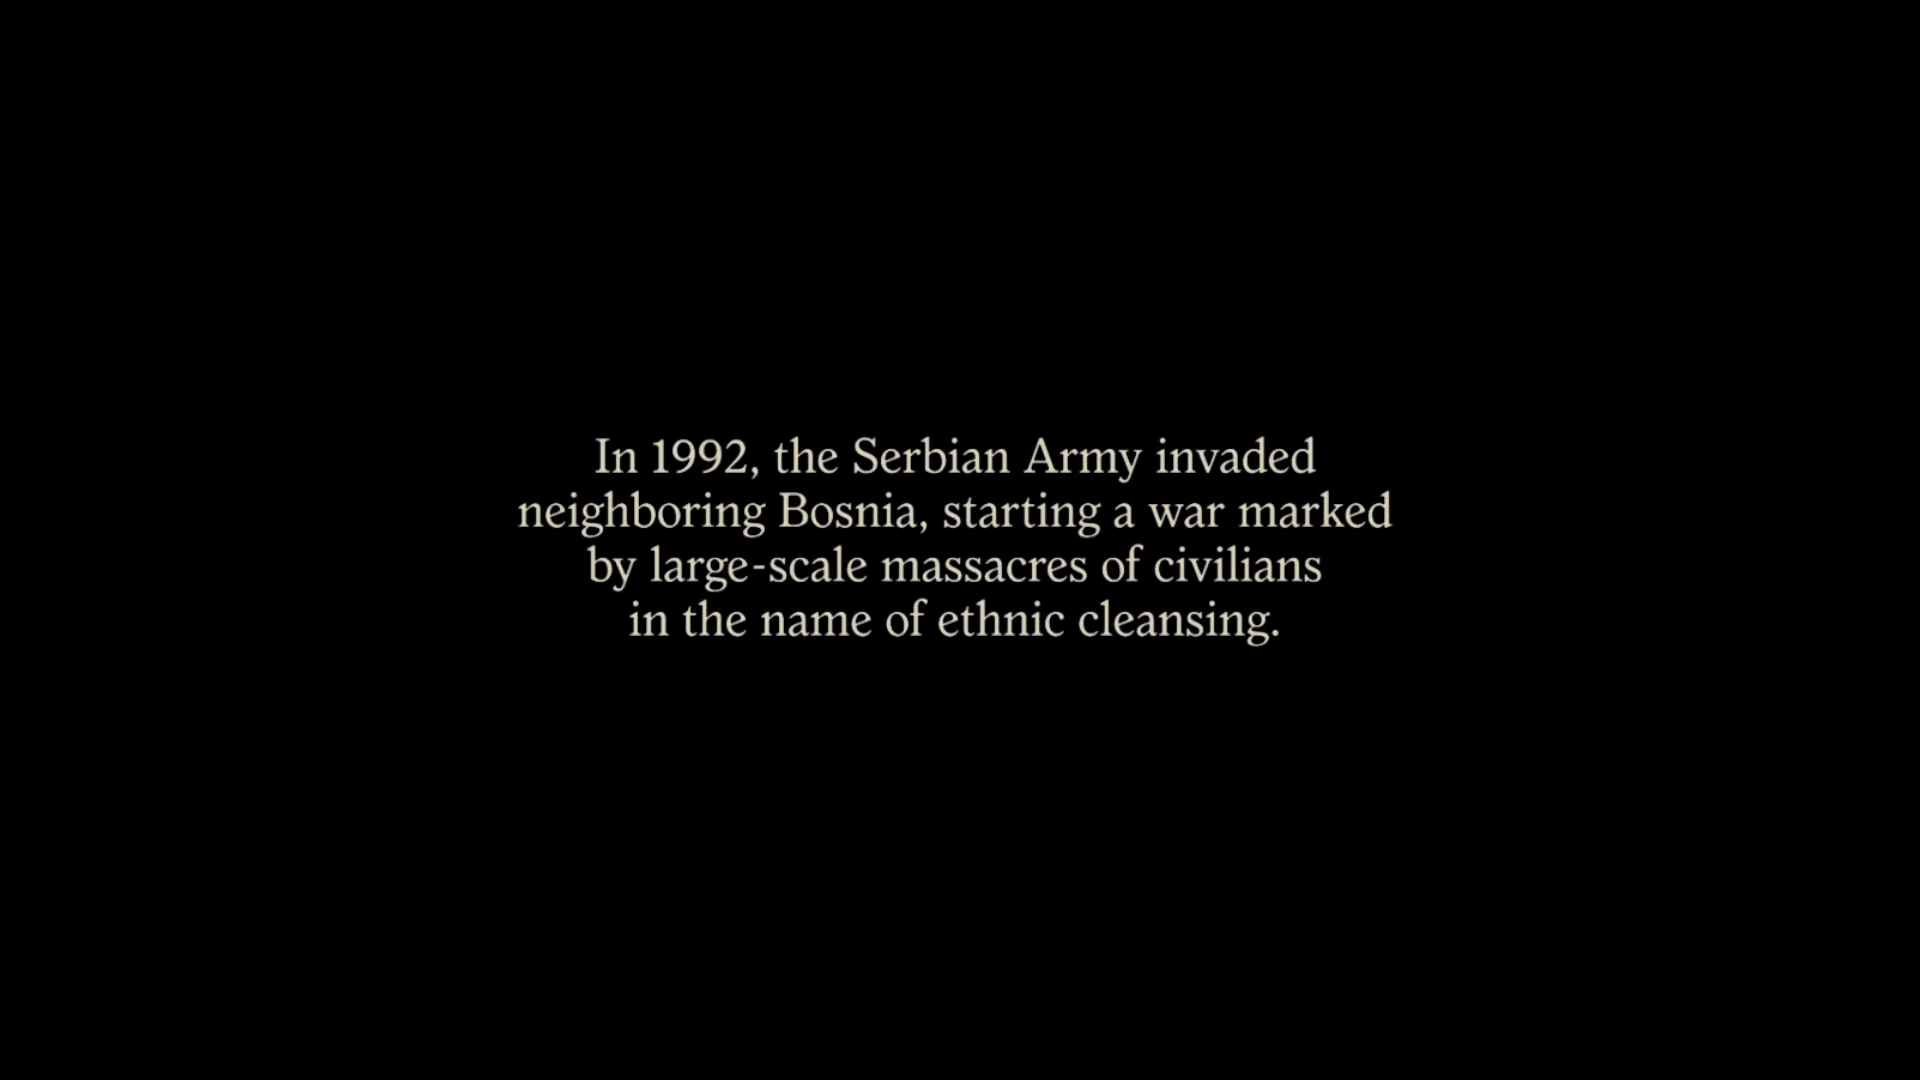 In 1992, the Serbian Army invaded
neighboring Bosnia, starting a war marked
by large-scale massacres of civilians
in the name of ethnic cleansing.